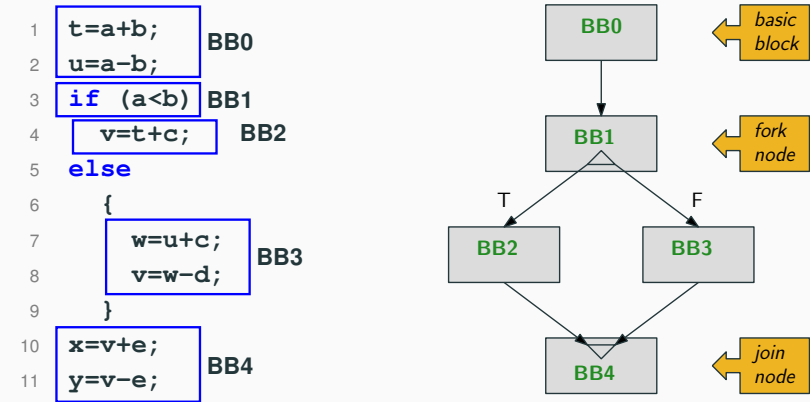 1 t=a+b;
2 u=a−b;
BB0
3 if (a<b) BB1
4 v=t+c; BB2
5 else
6 {
7 w=u+c;
8 v=w−d;
BB3
9 }
10 x=v+e;
11 y=v−e;
BB4
BB0
basic
block
BB1
fork
node
T F
BB2 BB3
BB4
join
node